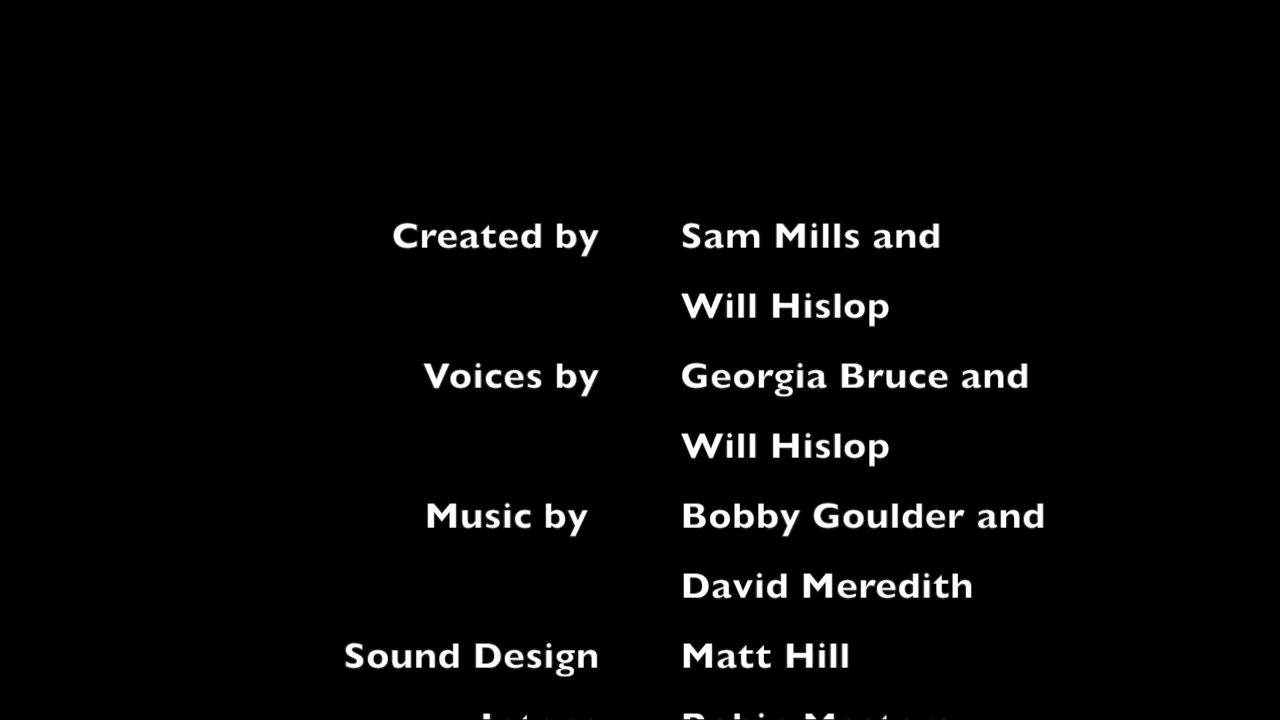 Created by Sam Mills and
Will Hislop
Voices by Georgia Bruce and
Will Hislop
Music by Bobby Goulder and
David Meredith
Sound Design Matt Hill